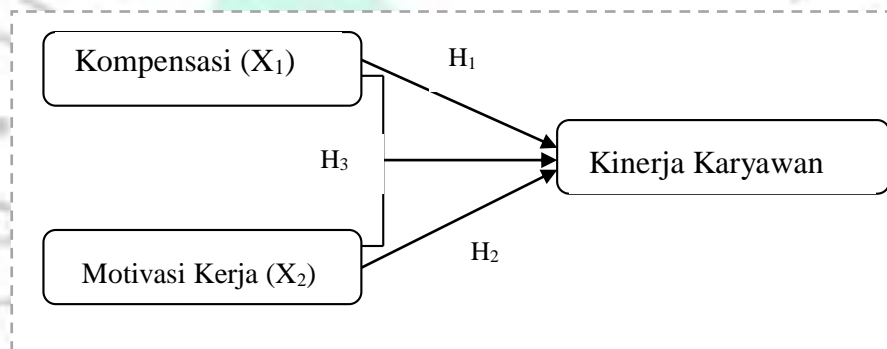 Kompensasi (X₁)
H₁
H₃
Kinerja Karyawan
Motivasi Kerja (X₂)
H₂